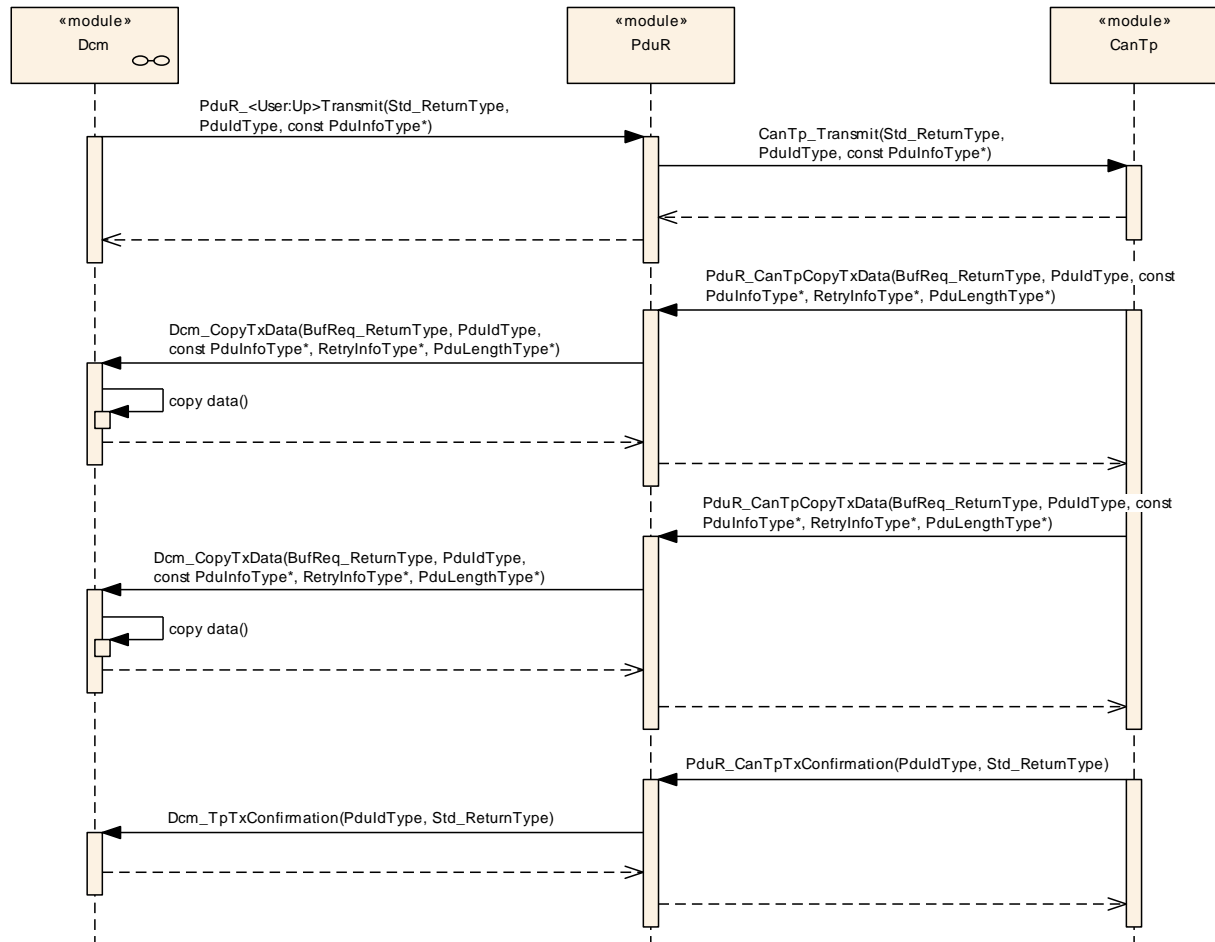 «module»
Dcm
«module»
PduR
«module»
CanTp
PduR_<User:Up>Transmit(Std_ReturnType,
PduIdType, const PduInfoType*)
CanTp_Transmit(Std_ReturnType,
PduIdType, const PduInfoType*)
PduR_CanTpCopyTxData(BufReq_ReturnType, PduIdType, const
PduInfoType*, RetryInfoType*, PduLengthType*)
Dcm_CopyTxData(BufReq_ReturnType, PduIdType,
const PduInfoType*, RetryInfoType*, PduLengthType*)
copy data()
PduR_CanTpCopyTxData(BufReq_ReturnType, PduIdType, const
PduInfoType*, RetryInfoType*, PduLengthType*)
Dcm_CopyTxData(BufReq_ReturnType, PduIdType,
const PduInfoType*, RetryInfoType*, PduLengthType*)
copy data()
PduR_CanTpTxConfirmation(PduIdType, Std_ReturnType)
Dcm_TpTxConfirmation(PduIdType, Std_ReturnType)